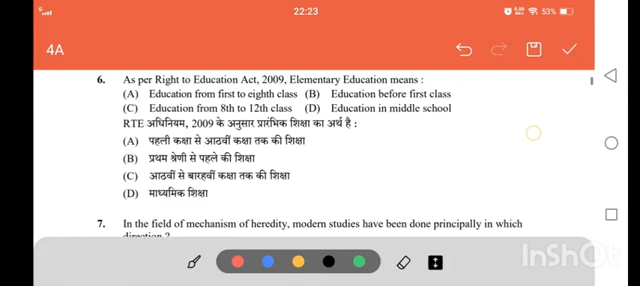 22:23
53%
4A
6. As per Right to Education Act, 2009, Elementary Education means :
(A) Education from first to eighth class (B) Education before first class
(C) Education from 8th to 12th class (D) Education in middle school
RTE अधिनियम, 2009 के अनुसार प्रारंभिक शिक्षा का अर्थ है :
(A) पहली कक्षा से आठवीं कक्षा तक की शिक्षा
(B) प्रथम श्रेणी से पहले की शिक्षा
(C) आठवीं से बारहवीं कक्षा तक की शिक्षा
(D) माध्यमिक शिक्षा
7. In the field of mechanism of heredity, modern studies have been done principally in which
direction ?
InShOt